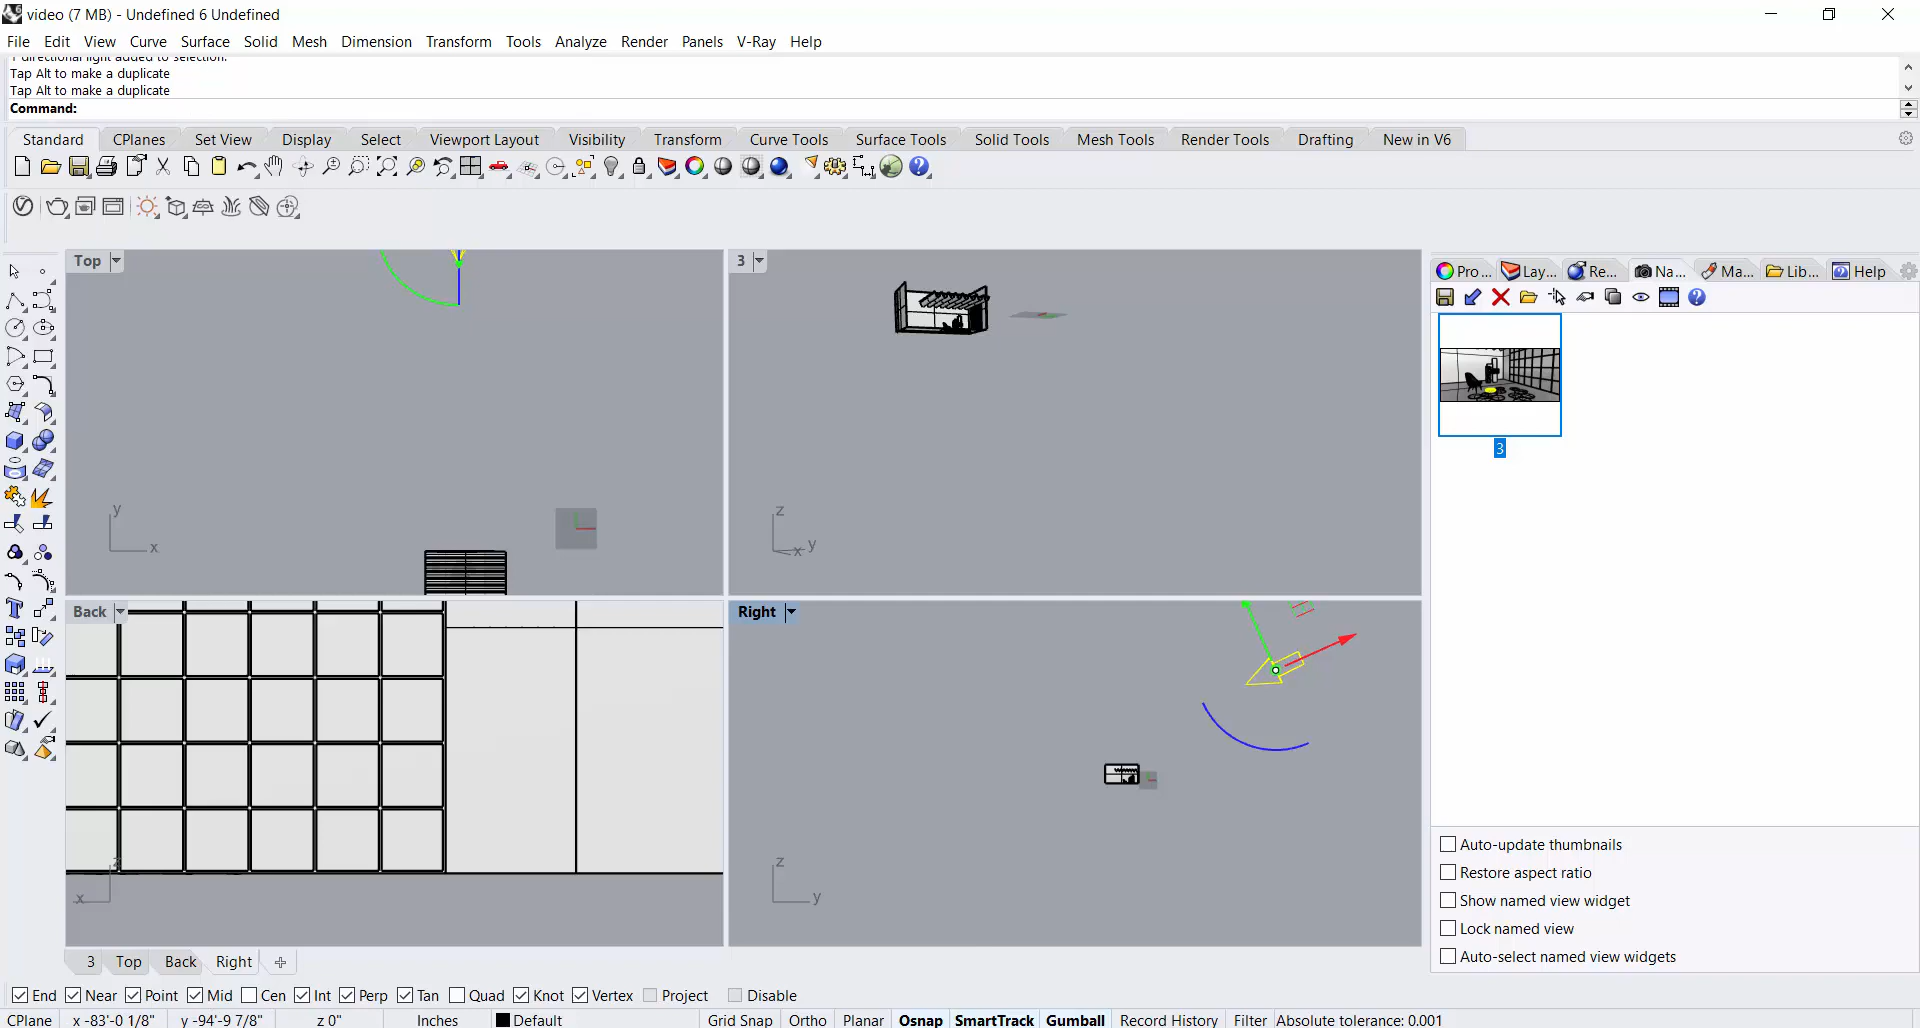 video (7 MB) - Undefined 6 Undefined
File Edit View Curve Surface Solid Mesh Dimension Transform Tools Analyze Render Panels V-Ray Help
1 directional light added to selection.
Tap Alt to make a duplicate
Tap Alt to make a duplicate
Command:
Standard CPlanes Set View Display Select Viewport Layout Visibility Transform Curve Tools Surface Tools Solid Tools Mesh Tools Render Tools Drafting New in V6
Top
3
Pro... Lay... Re... Na... Ma... Lib... Help
3
y
x
z
x y
Back
Right
z
x
z
y
Auto-update thumbnails
Restore aspect ratio
Show named view widget
Lock named view
Auto-select named view widgets
3 Top Back Right
End Near Point Mid Cen Int Perp Tan Quad Knot Vertex Project Disable
CPlane x -83'-0 1/8" y -94'-9 7/8" z 0" Inches Default Grid Snap Ortho Planar Osnap SmartTrack Gumball Record History Filter Absolute tolerance: 0.001